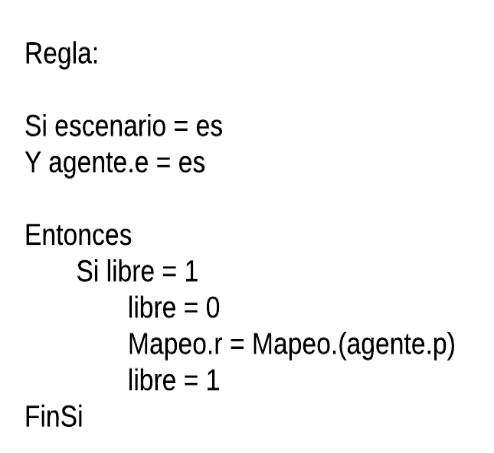 Regla:
Si escenario = es
Y agente.e = es
Entonces
Si libre = 1
libre = 0
Mapeo.r = Mapeo.(agente.p)
libre = 1
FinSi